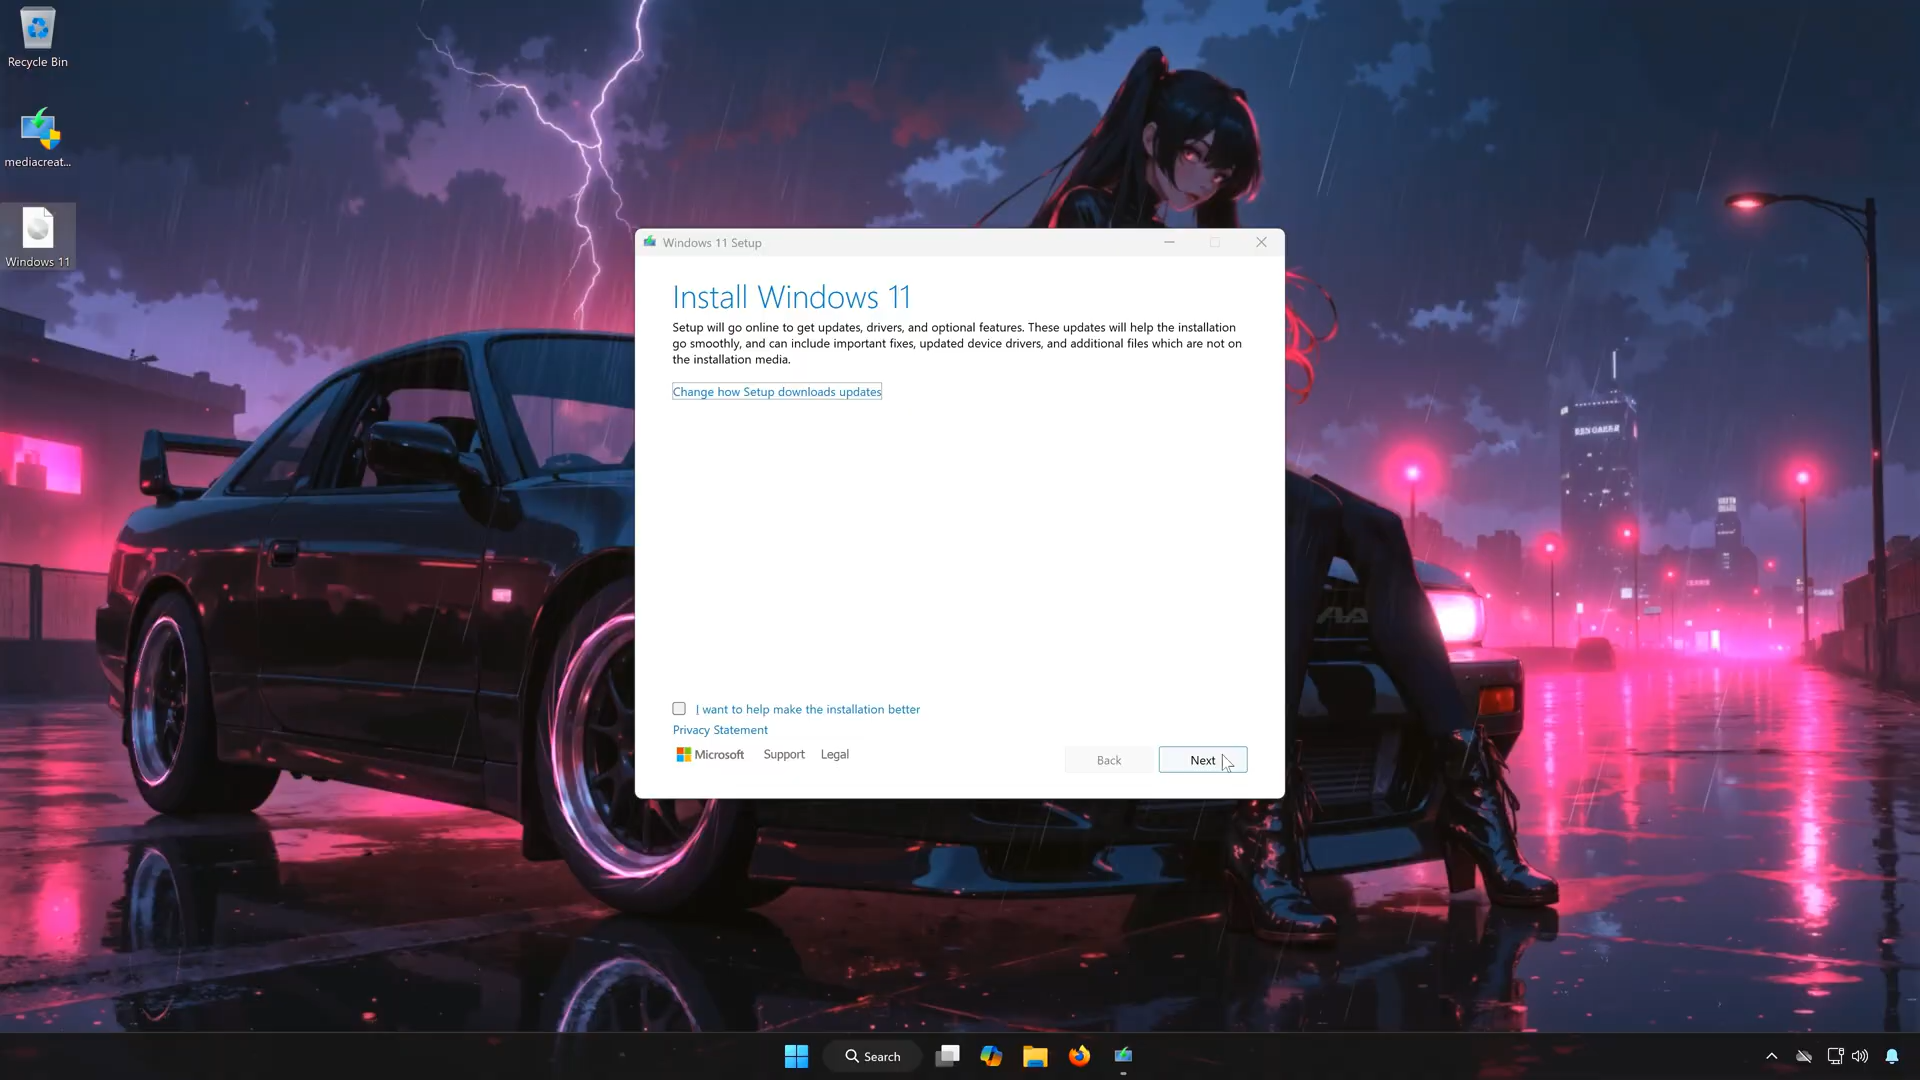 Recycle Bin
mediacreat...
Windows 11
Windows 11 Setup
Install Windows 11
Setup will go online to get updates, drivers, and optional features. These updates will help the installation
go smoothly, and can include important fixes, updated device drivers, and additional files which are not on
the installation media.
Change how Setup downloads updates
I want to help make the installation better
Privacy Statement
Microsoft
Support
Legal
Back
Next
Search